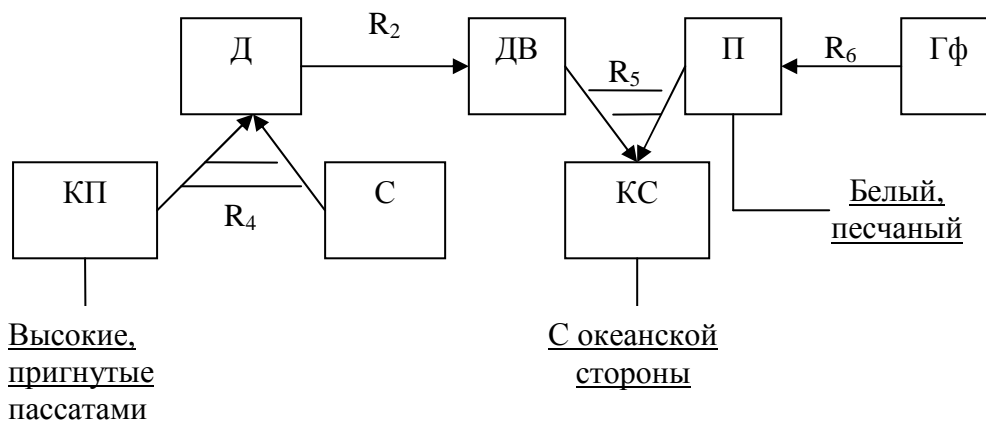 R2
Д
ДВ
П
R6
Гф
R5
КП
С
КС
R4
Белый,
песчаный
Высокие,
пригнутые
пассатами
С океанской
стороны